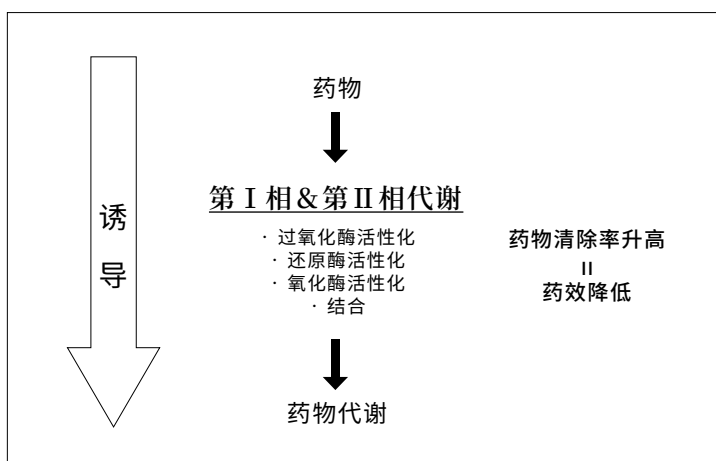 药物
诱
导
第Ⅰ相&第Ⅱ相代谢
· 过氧化酶活性化
· 还原酶活性化
· 氧化酶活性化
· 结合
药物清除率升高
=
药效降低
药物代谢